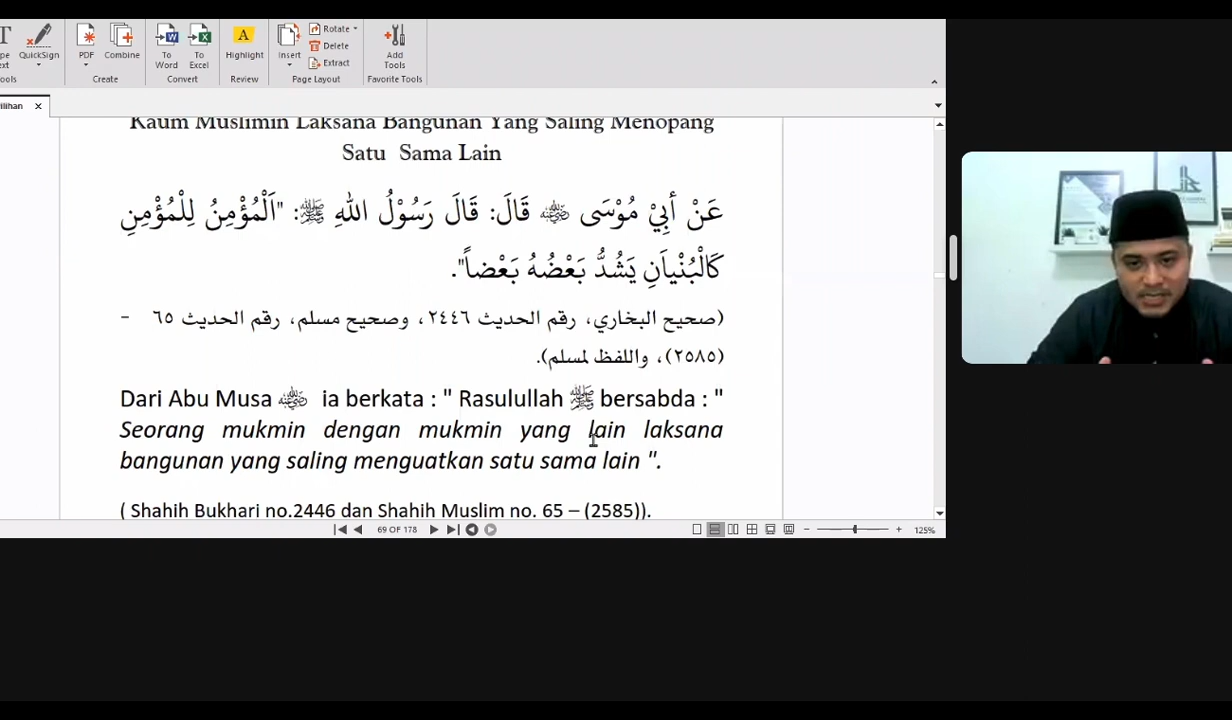 QuickSign
PDF
Combine
To Word
To Excel
Highlight
Insert
Rotate
Delete
Extract
Add Tools
Create
Convert
Review
Page Layout
Favorite Tools
Kaum Muslimin Laksana Bangunan Yang Saling Menopang
Satu Sama Lain
عَنْ أَبِيْ مُوْسَى ﷺ قَالَ: قَالَ رَسُوْلُ اللهِ ﷺ: "اَلْمُؤْمِنُ لِلْمُؤْمِنِ
كَالْبُنْيَانِ يَشُدُّ بَعْضُهُ بَعْضاً".
(صحيح البخاري، رقم الحديث ٢٤٤٦، وصحيح مسلم، رقم الحديث ٦٥ -
(٢٥٨٥)، واللفظ لمسلم).
Dari Abu Musa ia berkata : " Rasulullah ﷺ bersabda : "
Seorang mukmin dengan mukmin yang lain laksana
bangunan yang saling menguatkan satu sama lain ".
( Shahih Bukhari no.2446 dan Shahih Muslim no. 65 – (2585)).
69 OF 178
125%